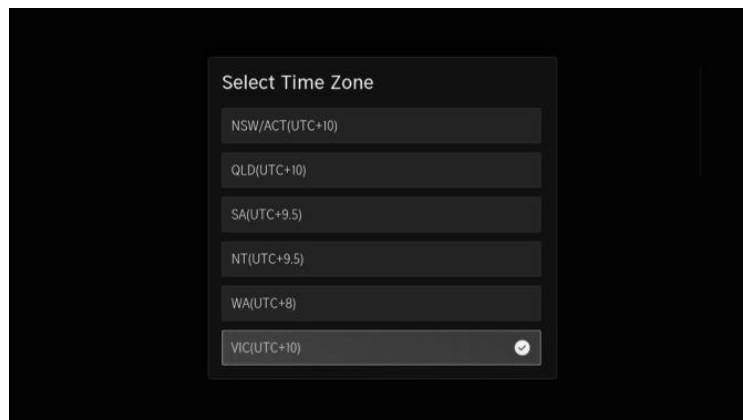 Select Time Zone
NSW/ACT(UTC+10)
QLD(UTC+10)
SA(UTC+9.5)
NT(UTC+9.5)
WA(UTC+8)
VIC(UTC+10)